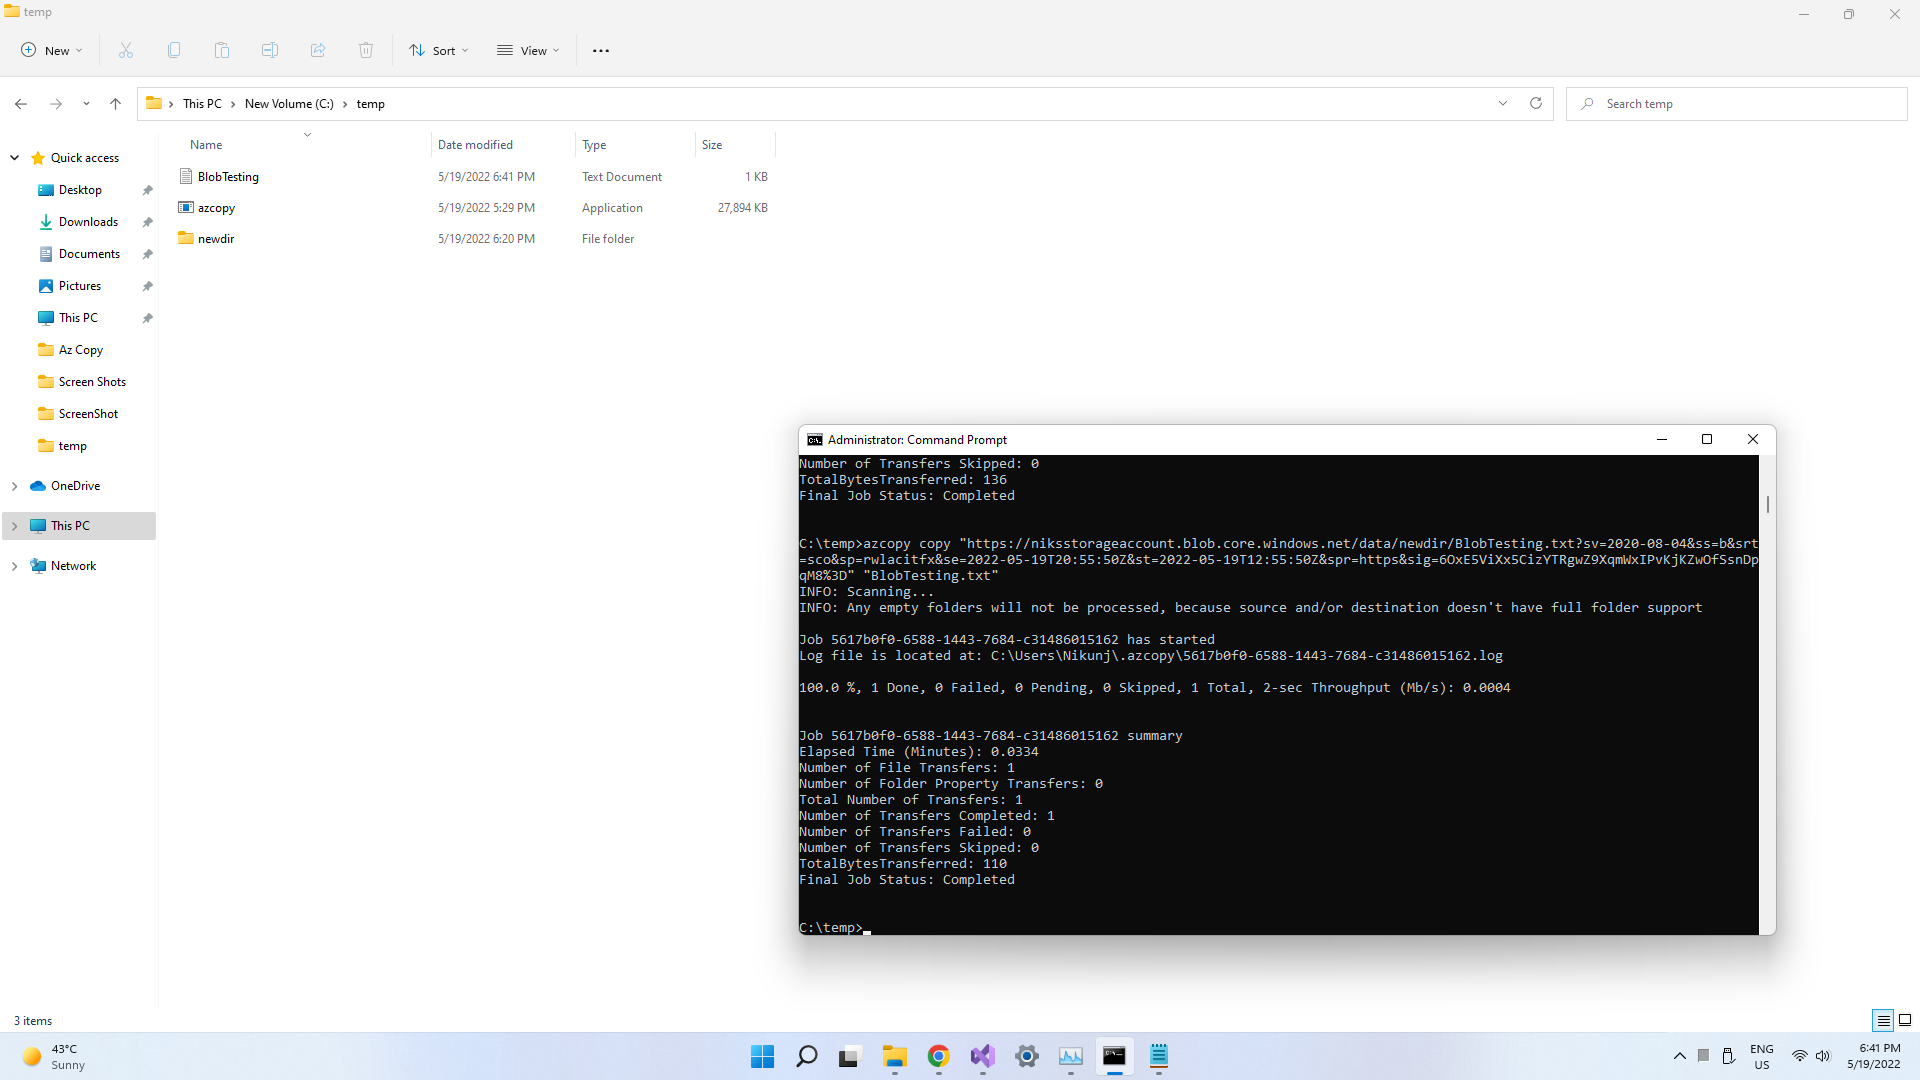 temp
New
Sort
View
This PC
New Volume (C:)
temp
Search temp
Name
Date modified
Type
Size
BlobTesting
5/19/2022 6:41 PM
Text Document
1 KB
azcopy
5/19/2022 5:29 PM
Application
27,894 KB
newdir
5/19/2022 6:20 PM
File folder
Quick access
Desktop
Downloads
Documents
Pictures
This PC
Az Copy
Screen Shots
ScreenShot
temp
OneDrive
This PC
Network
Administrator: Command Prompt
Number of Transfers Skipped: 0
TotalBytesTransferred: 136
Final Job Status: Completed
C:\temp>azcopy copy "https://niksstorageaccount.blob.core.windows.net/data/newdir/BlobTesting.txt?sv=2020-08-04&ss=b&srt
=sco&sp=rwlacitfx&se=2022-05-19T20:55:50Z&st=2022-05-19T12:55:50Z&spr=https&sig=6OxE5ViXx5CizYTRgwZ9XqmWxIPvKjKZwOfSsnDp
qM8%3D" "BlobTesting.txt"
INFO: Scanning...
INFO: Any empty folders will not be processed, because source and/or destination doesn't have full folder support
Job 5617b0f0-6588-1443-7684-c31486015162 has started
Log file is located at: C:\Users\Nikunj\.azcopy\5617b0f0-6588-1443-7684-c31486015162.log
100.0 %, 1 Done, 0 Failed, 0 Pending, 0 Skipped, 1 Total, 2-sec Throughput (Mb/s): 0.0004
Job 5617b0f0-6588-1443-7684-c31486015162 summary
Elapsed Time (Minutes): 0.0334
Number of File Transfers: 1
Number of Folder Property Transfers: 0
Total Number of Transfers: 1
Number of Transfers Completed: 1
Number of Transfers Failed: 0
Number of Transfers Skipped: 0
TotalBytesTransferred: 110
Final Job Status: Completed
C:\temp>
3 items
43°C
Sunny
ENG
US
6:41 PM
5/19/2022